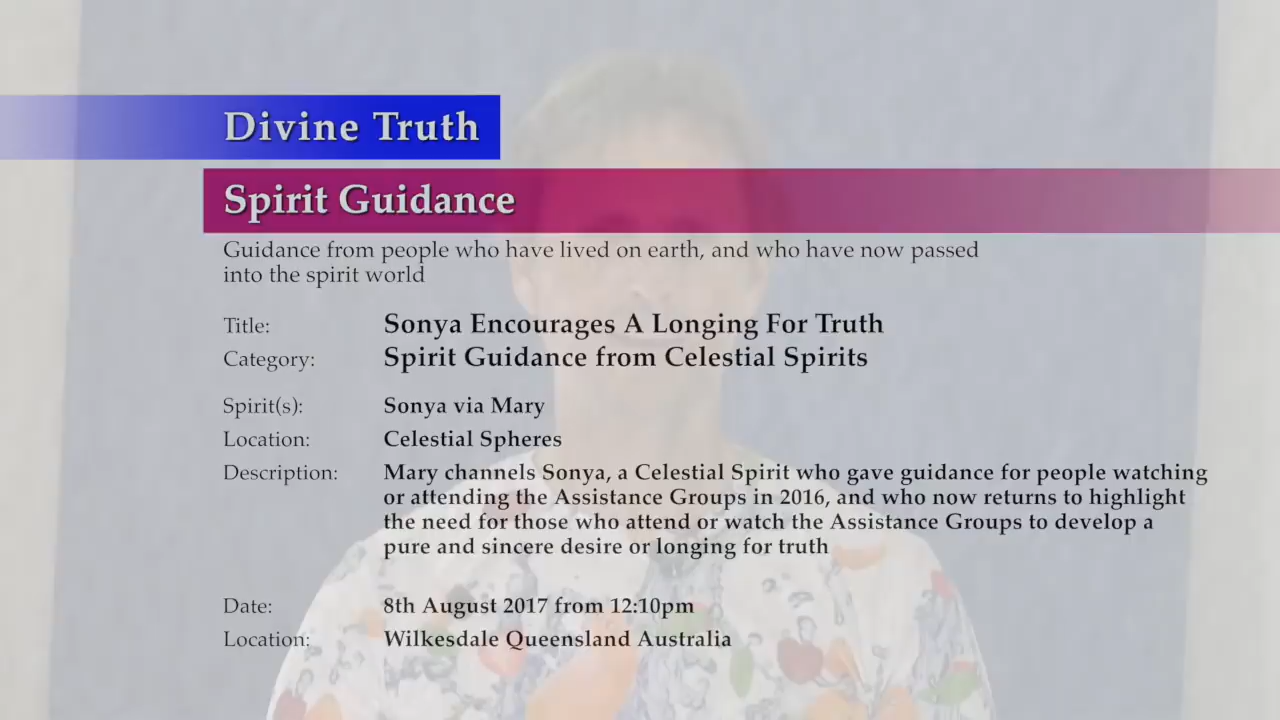 Divine Truth
Spirit Guidance
Guidance from people who have lived on earth, and who have now passed
into the spirit world
Title: Sonya Encourages A Longing For Truth
Category: Spirit Guidance from Celestial Spirits
Spirit(s): Sonya via Mary
Location: Celestial Spheres
Description: Mary channels Sonya, a Celestial Spirit who gave guidance for people watching
or attending the Assistance Groups in 2016, and who now returns to highlight
the need for those who attend or watch the Assistance Groups to develop a
pure and sincere desire or longing for truth
Date: 8th August 2017 from 12:10pm
Location: Wilkesdale Queensland Australia